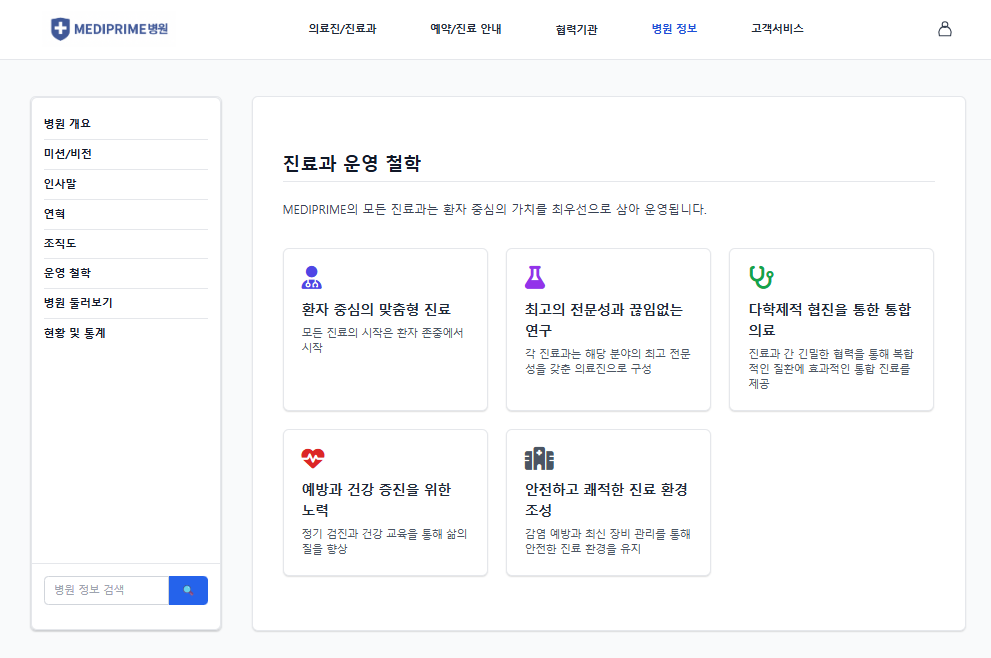 MEDIPRIME병원
의료진/진료과
예약/진료 안내
협력기관
병원 정보
고객서비스
병원 개요
미션/비전
인사말
연혁
조직도
운영 철학
병원 둘러보기
현황 및 통계
병원 정보 검색
진료과 운영 철학
MEDIPRIME의 모든 진료과는 환자 중심의 가치를 최우선으로 삼아 운영됩니다.
환자 중심의 맞춤형 진료
모든 진료의 시작은 환자 존중에서
시작
최고의 전문성과 끊임없는
연구
각 진료과는 해당 분야의 최고 전문
성을 갖춘 의료진으로 구성
다학제적 협진을 통한 통합
의료
진료과 간 긴밀한 협력을 통해 복합
적인 질환에 효과적인 통합 진료를
제공
예방과 건강 증진을 위한
노력
정기 검진과 건강 교육을 통해 삶의
질을 향상
안전하고 쾌적한 진료 환경
조성
감염 예방과 최신 장비 관리를 통해
안전한 진료 환경을 유지